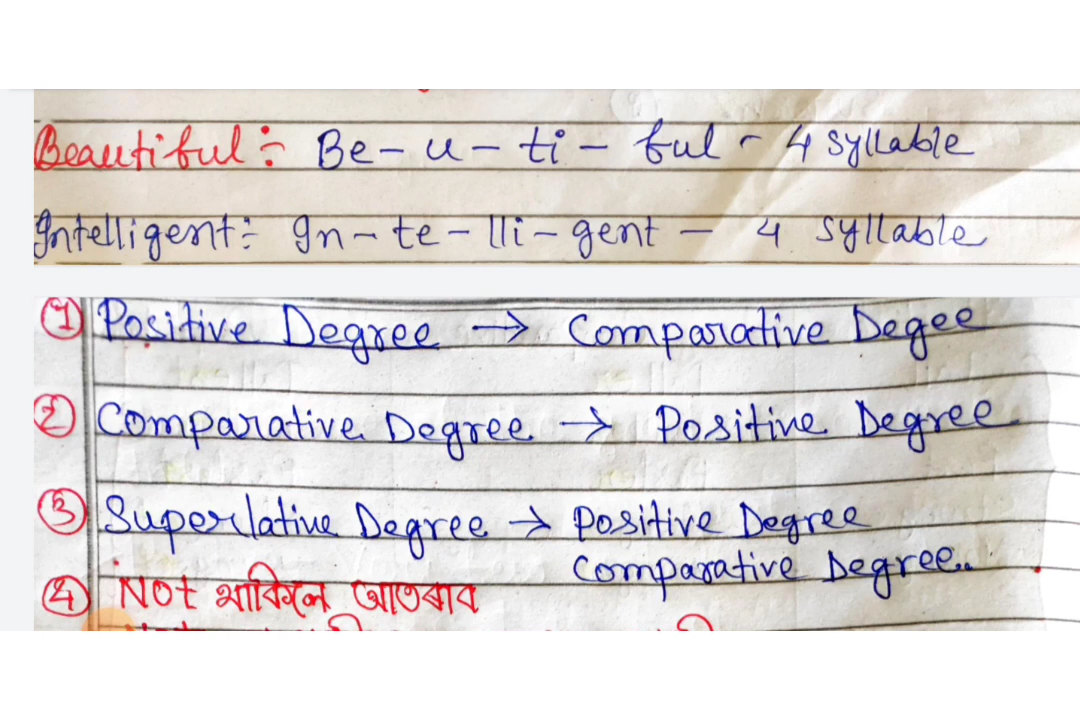 Beautiful :- Be - u - ti - ful - 4 syllable
Intelligent :- In - te - lli - gent - 4 syllable
① Positive Degree → Comparative Degee
② Comparative Degree → Positive Degree
③ Superlative Degree → Positive Degree
Comparative Degree..
④ Not থাকিলে আতৰাব